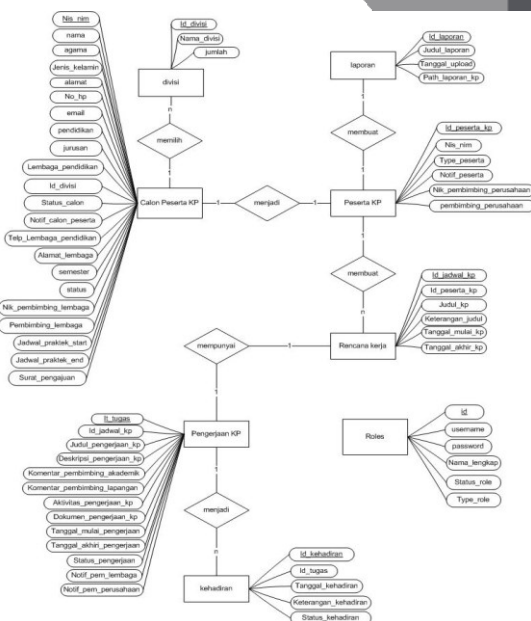 Nis_nim
nama
agama
Jenis_kelamin
alamat
No_hp
email
pendidikan
jurusan
Lembaga_pendidikan
Id_divisi
Status_calon
Notif_calon_peserta
Telp_Lembaga_pendidikan
Alamat_lembaga
semester
status
Nik_pembimbing_lembaga
Pembimbing_lembaga
Jadwal_praktek_start
Jadwal_praktek_end
Surat_pengajuan
Id_divisi
Nama_divisi
jumlah
divisi
n
memilih
1
Calon Peserta KP
1
menjadi
1
Peserta KP
Id_laporan
Judul_laporan
Tanggal_upload
Path_laporan_kp
laporan
1
membuat
1
Id_peserta_kp
Nis_nim
Type_peserta
Notif_peserta
Nik_pembimbing_perusahaan
pembimbing_perusahaan
1
membuat
n
Id_jadwal_kp
Id_peserta_kp
Judul_kp
Keterangan_judul
Tanggal_mulai_kp
Tanggal_akhir_kp
Rencana kerja
1
mempunyai
1
Pengerjaan KP
It_tugas
Id_jadwal_kp
Judul_pengerjaan_kp
Deskripsi_pengerjaan_kp
Komentar_pembimbing_akademik
Komentar_pembimbing_lapangan
Aktivitas_pengerjaan_kp
Dokumen_pengerjaan_kp
Tanggal_mulai_pengerjaan
Tanggal_akhiri_pengerjaan
Status_pengerjaan
Notif_pem_lembaga
Notif_pem_perusahaan
1
menjadi
n
kehadiran
Id_kehadiran
Id_tugas
Tanggal_kehadiran
Keterangan_kehadiran
Status_kehadiran
Roles
id
username
password
Nama_lengkap
Status_role
Type_role